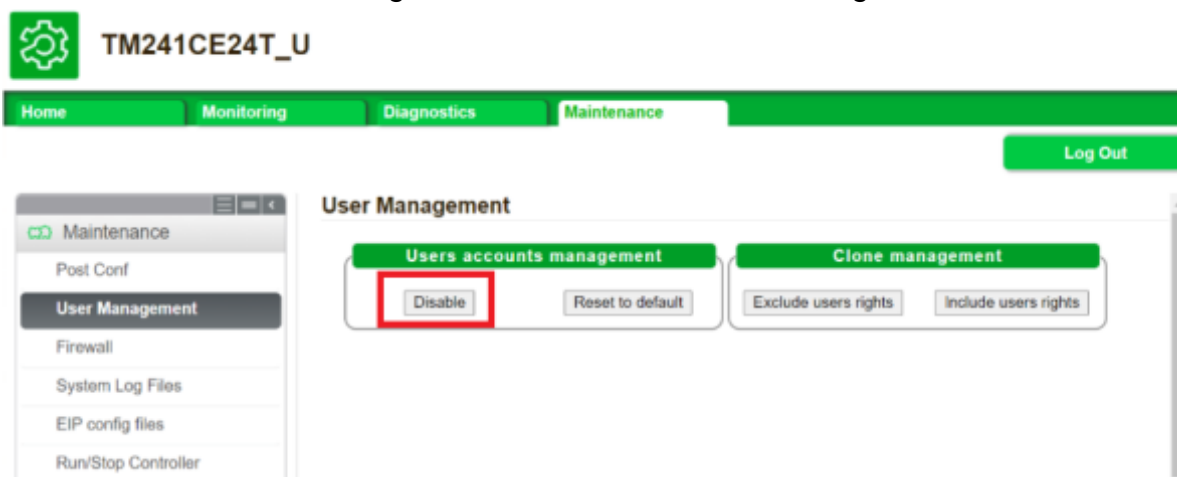 TM241CE24T_U
Home Monitoring Diagnostics Maintenance
Log Out
Maintenance
Post Conf
User Management
Firewall
System Log Files
EIP config files
Run/Stop Controller
User Management
Users accounts management
Disable Reset to default
Clone management
Exclude users rights Include users rights